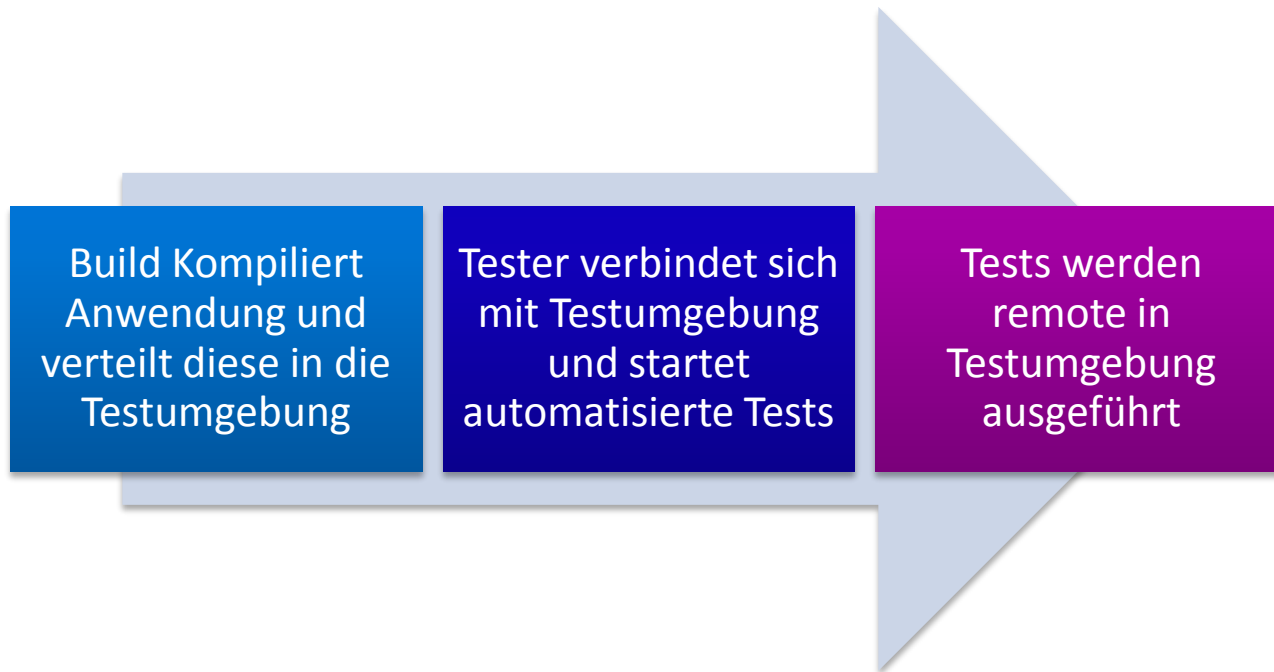 Build Kompiliert
Anwendung und
verteilt diese in die
Testumgebung
Tester verbindet sich
mit Testumgebung
und startet
automatisierte Tests
Tests werden
remote in
Testumgebung
ausgeführt